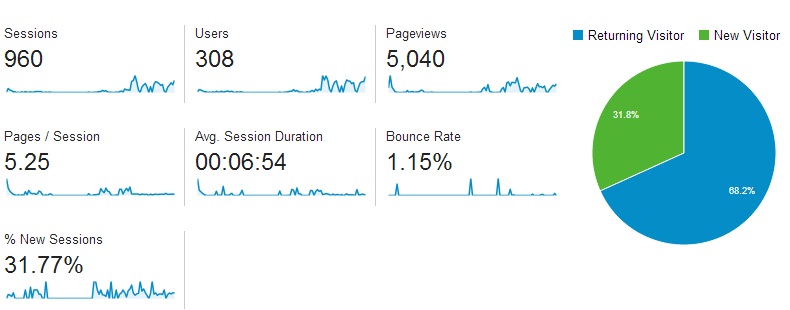 Sessions
960
Users
308
Pageviews
5,040
Returning Visitor
New Visitor
31.8%
68.2%
Pages / Session
5.25
Avg. Session Duration
00:06:54
Bounce Rate
1.15%
% New Sessions
31.77%